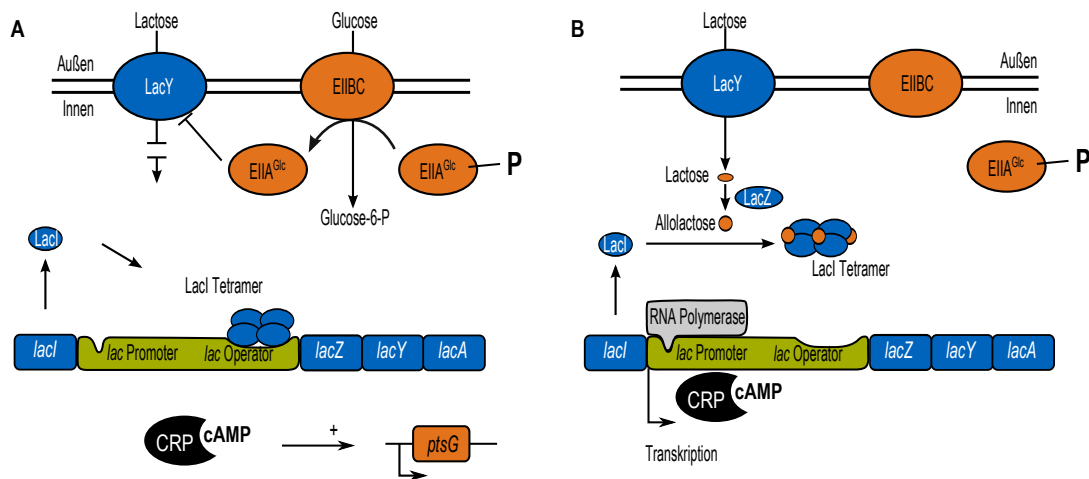 A
Lactose
Glucose
Außen
Innen
LacY
EIIBC
EIIA^Glc
EIIA^Glc
P
Glucose-6-P
LacI
LacI Tetramer
lacI
lac Promoter
lac Operator
lacZ
lacY
lacA
CRP
cAMP
+
ptsG
B
Lactose
LacY
EIIBC
Außen
Innen
EIIA^Glc
P
Lactose
LacZ
Allolactose
LacI
LacI Tetramer
RNA Polymerase
lacI
lac Promoter
lac Operator
lacZ
lacY
lacA
CRP
cAMP
Transkription